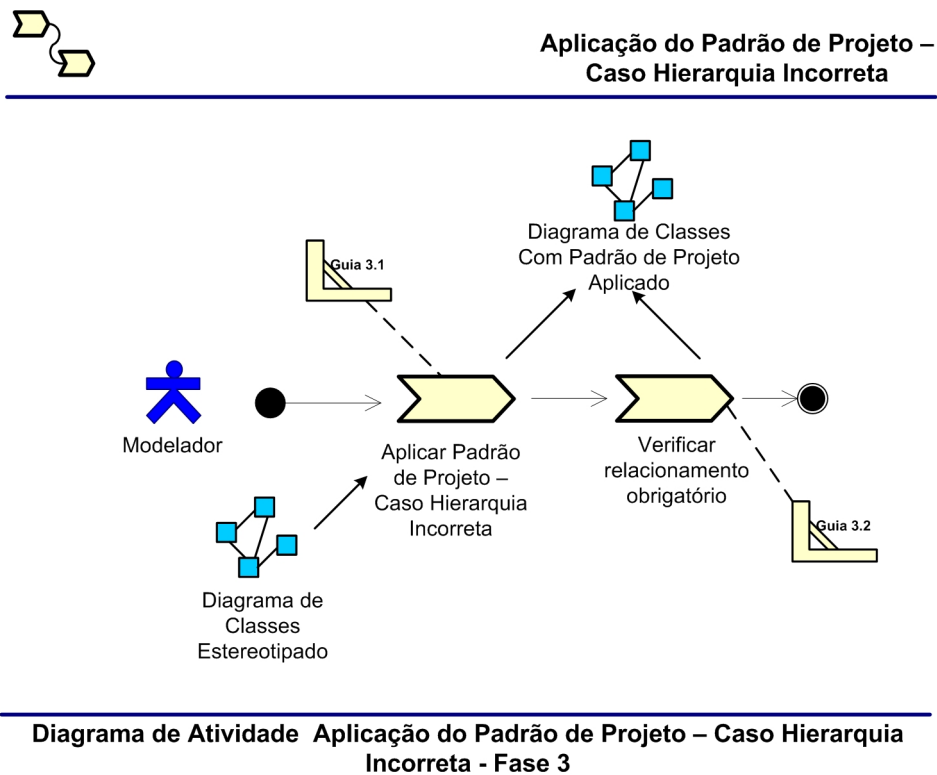 Aplicação do Padrão de Projeto –
Caso Hierarquia Incorreta
Diagrama de Classes
Com Padrão de Projeto
Aplicado
Guia 3.1
Modelador
Aplicar Padrão
de Projeto –
Caso Hierarquia
Incorreta
Verificar
relacionamento
obrigatório
Guia 3.2
Diagrama de
Classes
Estereotipado
Diagrama de Atividade  Aplicação do Padrão de Projeto – Caso Hierarquia
Incorreta - Fase 3